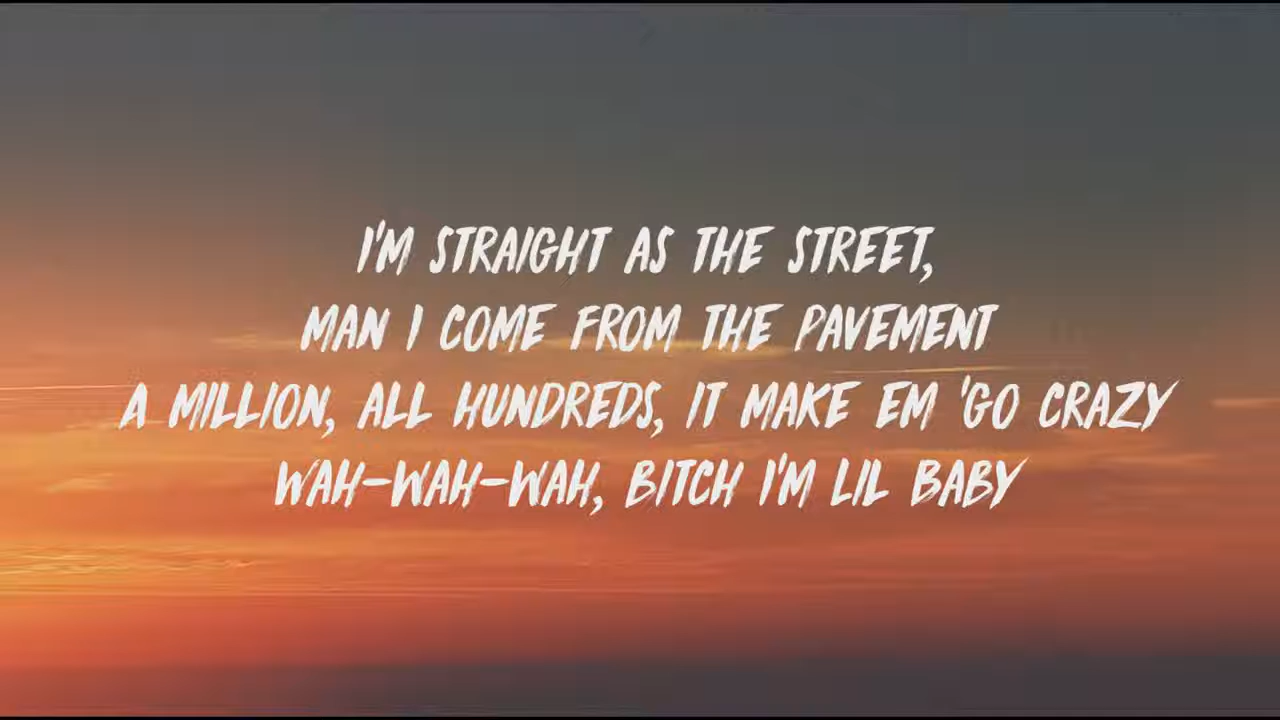 I'M STRAIGHT AS THE STREET,
MAN I COME FROM THE PAVEMENT
A MILLION, ALL HUNDREDS, IT MAKE EM 'GO CRAZY
WAH-WAH-WAH, BITCH I'M LIL BABY